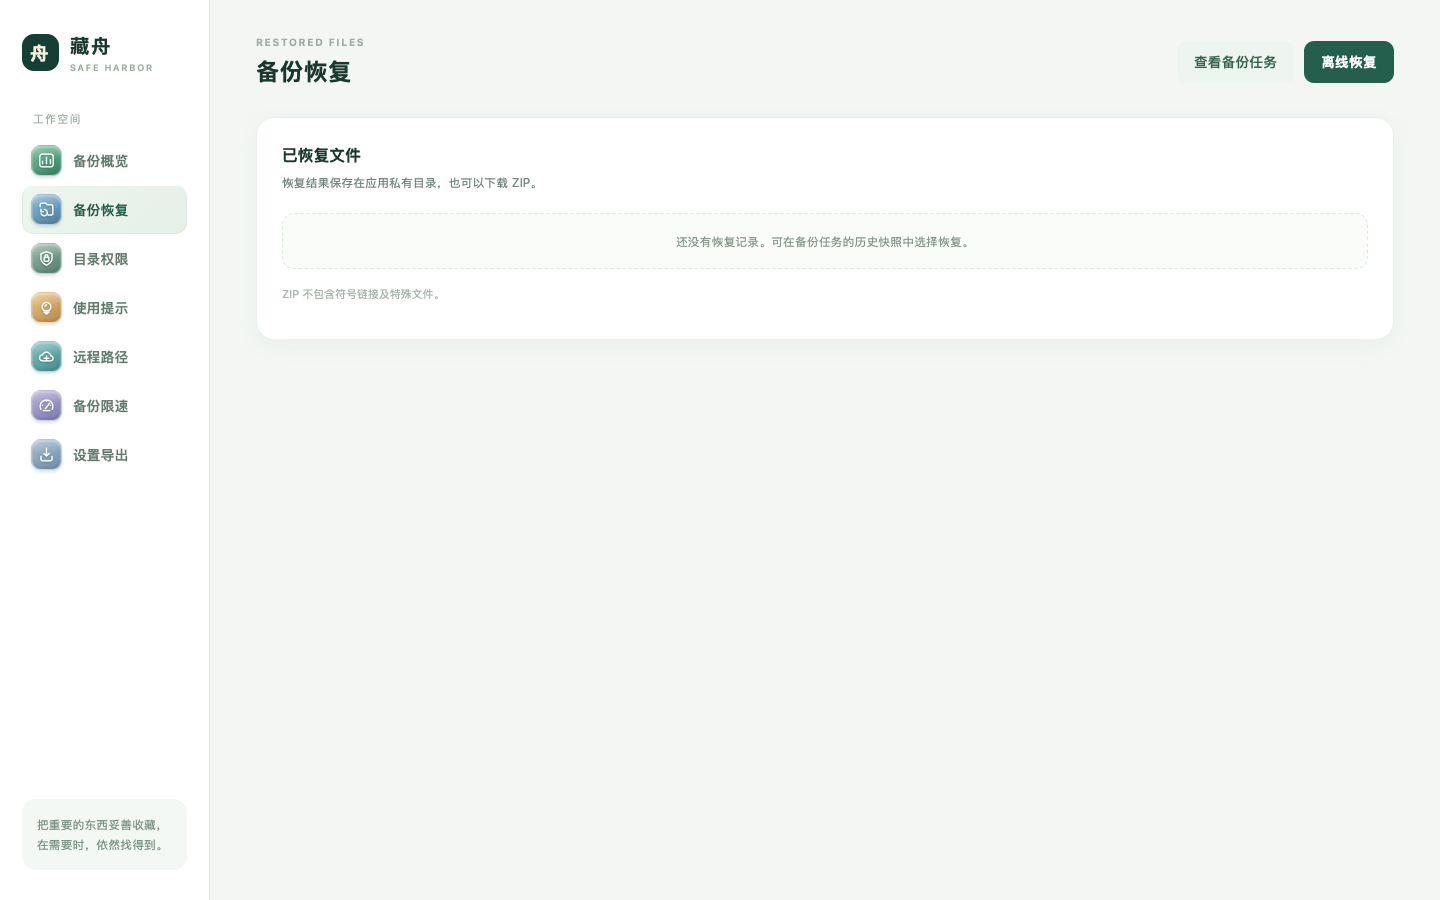 舟
藏舟
SAFE HARBOR
工作空间
备份概览
备份恢复
目录权限
使用提示
远程路径
备份限速
设置导出
把重要的东西妥善收藏，
在需要时，依然找得到。
RESTORED FILES
备份恢复
查看备份任务
离线恢复
已恢复文件
恢复结果保存在应用私有目录，也可以下载 ZIP。
还没有恢复记录。可在备份任务的历史快照中选择恢复。
ZIP 不包含符号链接及特殊文件。